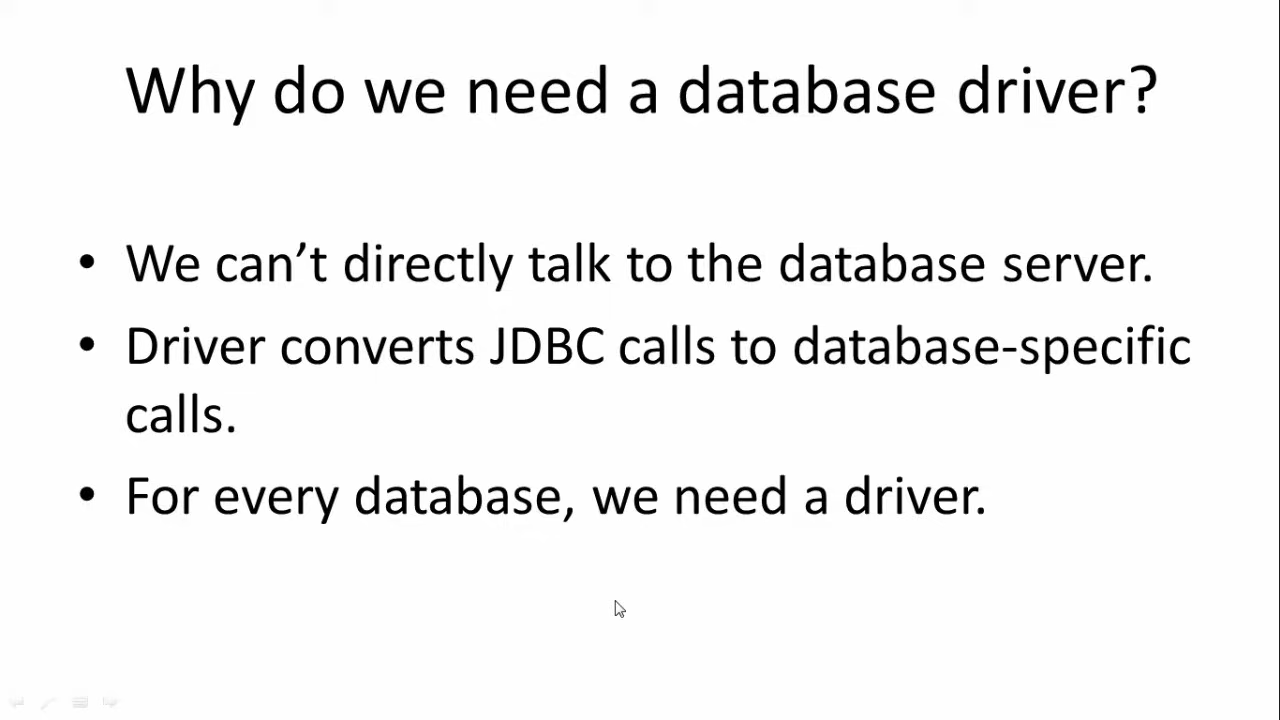 Why do we need a database driver?
• We can’t directly talk to the database server.
• Driver converts JDBC calls to database-specific
calls.
• For every database, we need a driver.